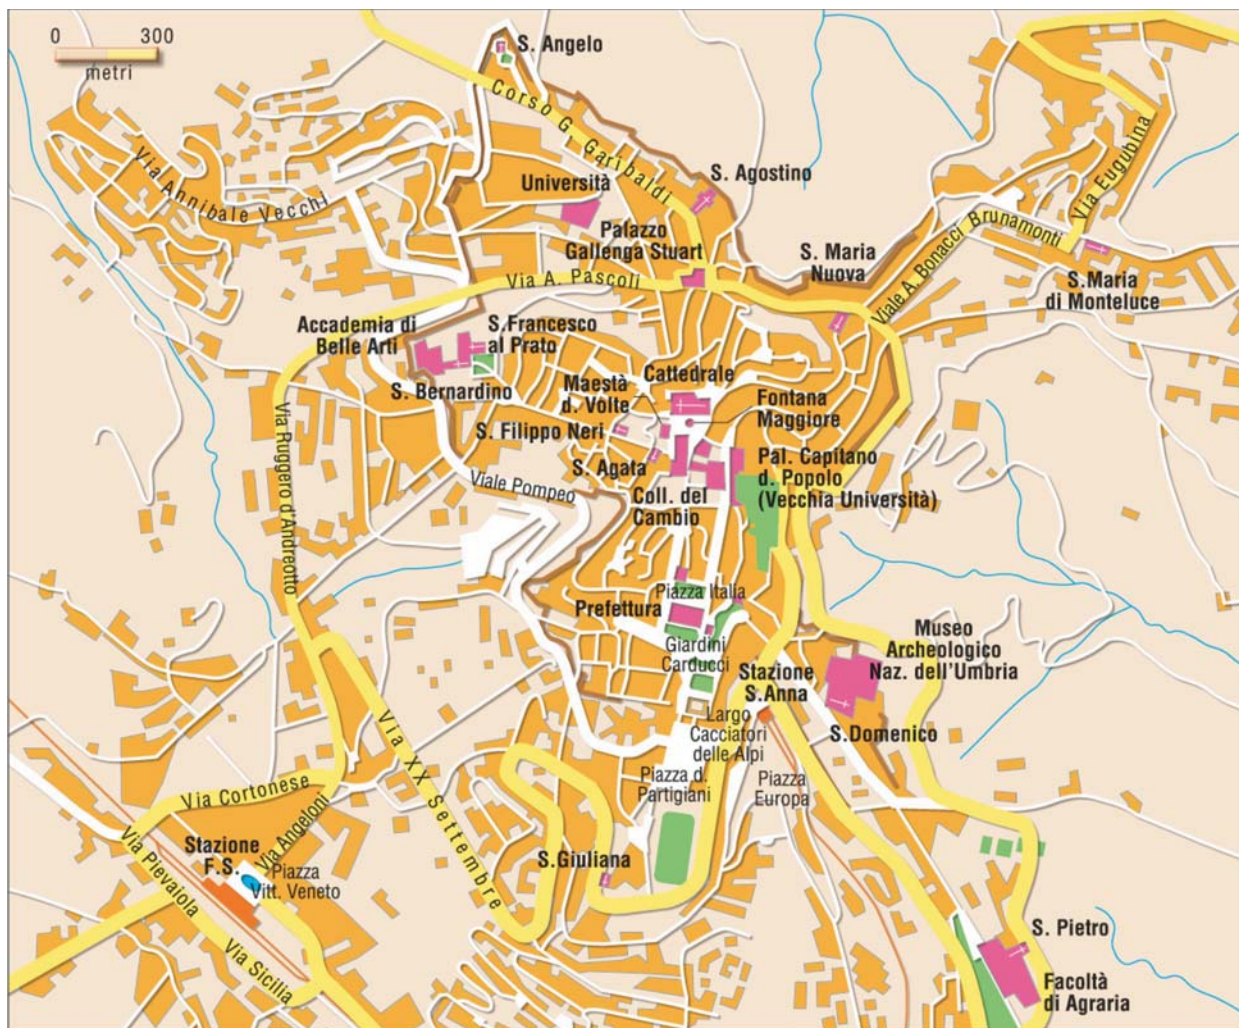 0 300
metri
S. Angelo
Corso G. Garibaldi
Via Annibale Vecchi
Università
S. Agostino
Palazzo
Gallenga Stuart
Via Eugubina
Viale A. Bonacci Brunamonti
S. Maria
Nuova
S.Maria
di Monteluce
Via A. Pascoli
Accademia di
Belle Arti
S.Francesco
al Prato
S. Bernardino
Maestà
d. Volte
Cattedrale
Fontana
Maggiore
S. Filippo Neri
S. Agata
Pal. Capitano
d. Popolo
(Vecchia Università)
Viale Pompeo
Coll. del
Cambio
Via Ruggero d'Andreotto
Piazza Italia
Prefettura
Giardini
Carducci
Museo
Archeologico
Naz. dell'Umbria
Stazione
S.Anna
S.Domenico
Largo
Cacciatori
delle Alpi
Piazza d.
Partigiani
Piazza
Europa
Via XX Settembre
Via Cortonese
Via Angeloni
Stazione
F.S.
Piazza
Vitt. Veneto
Via Pievaiola
Via Sicilia
S.Giuliana
S. Pietro
Facoltà
di Agraria